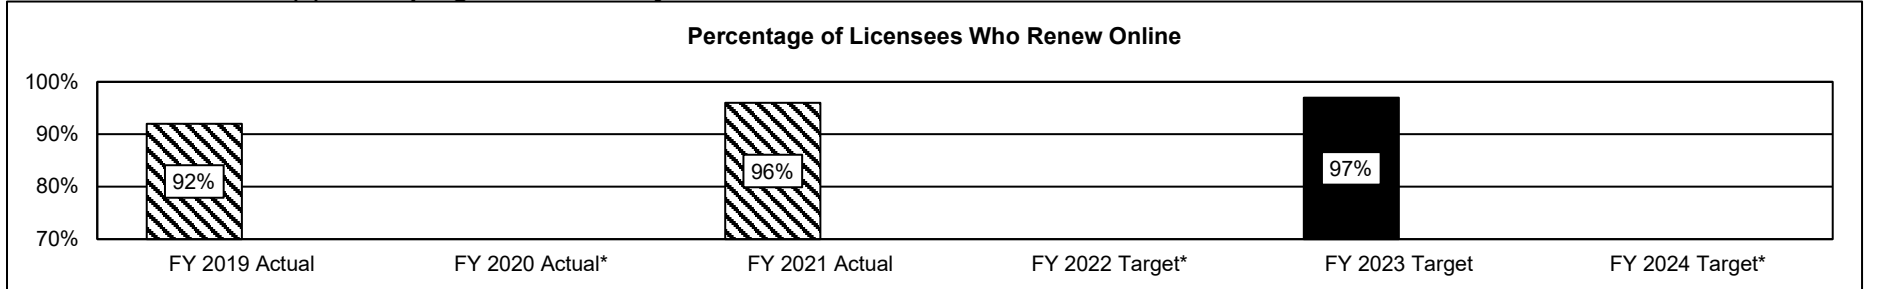 Percentage of Licensees Who Renew Online
100%
90%
80%
70%
92%
96%
97%
FY 2019 Actual
FY 2020 Actual*
FY 2021 Actual
FY 2022 Target*
FY 2023 Target
FY 2024 Target*